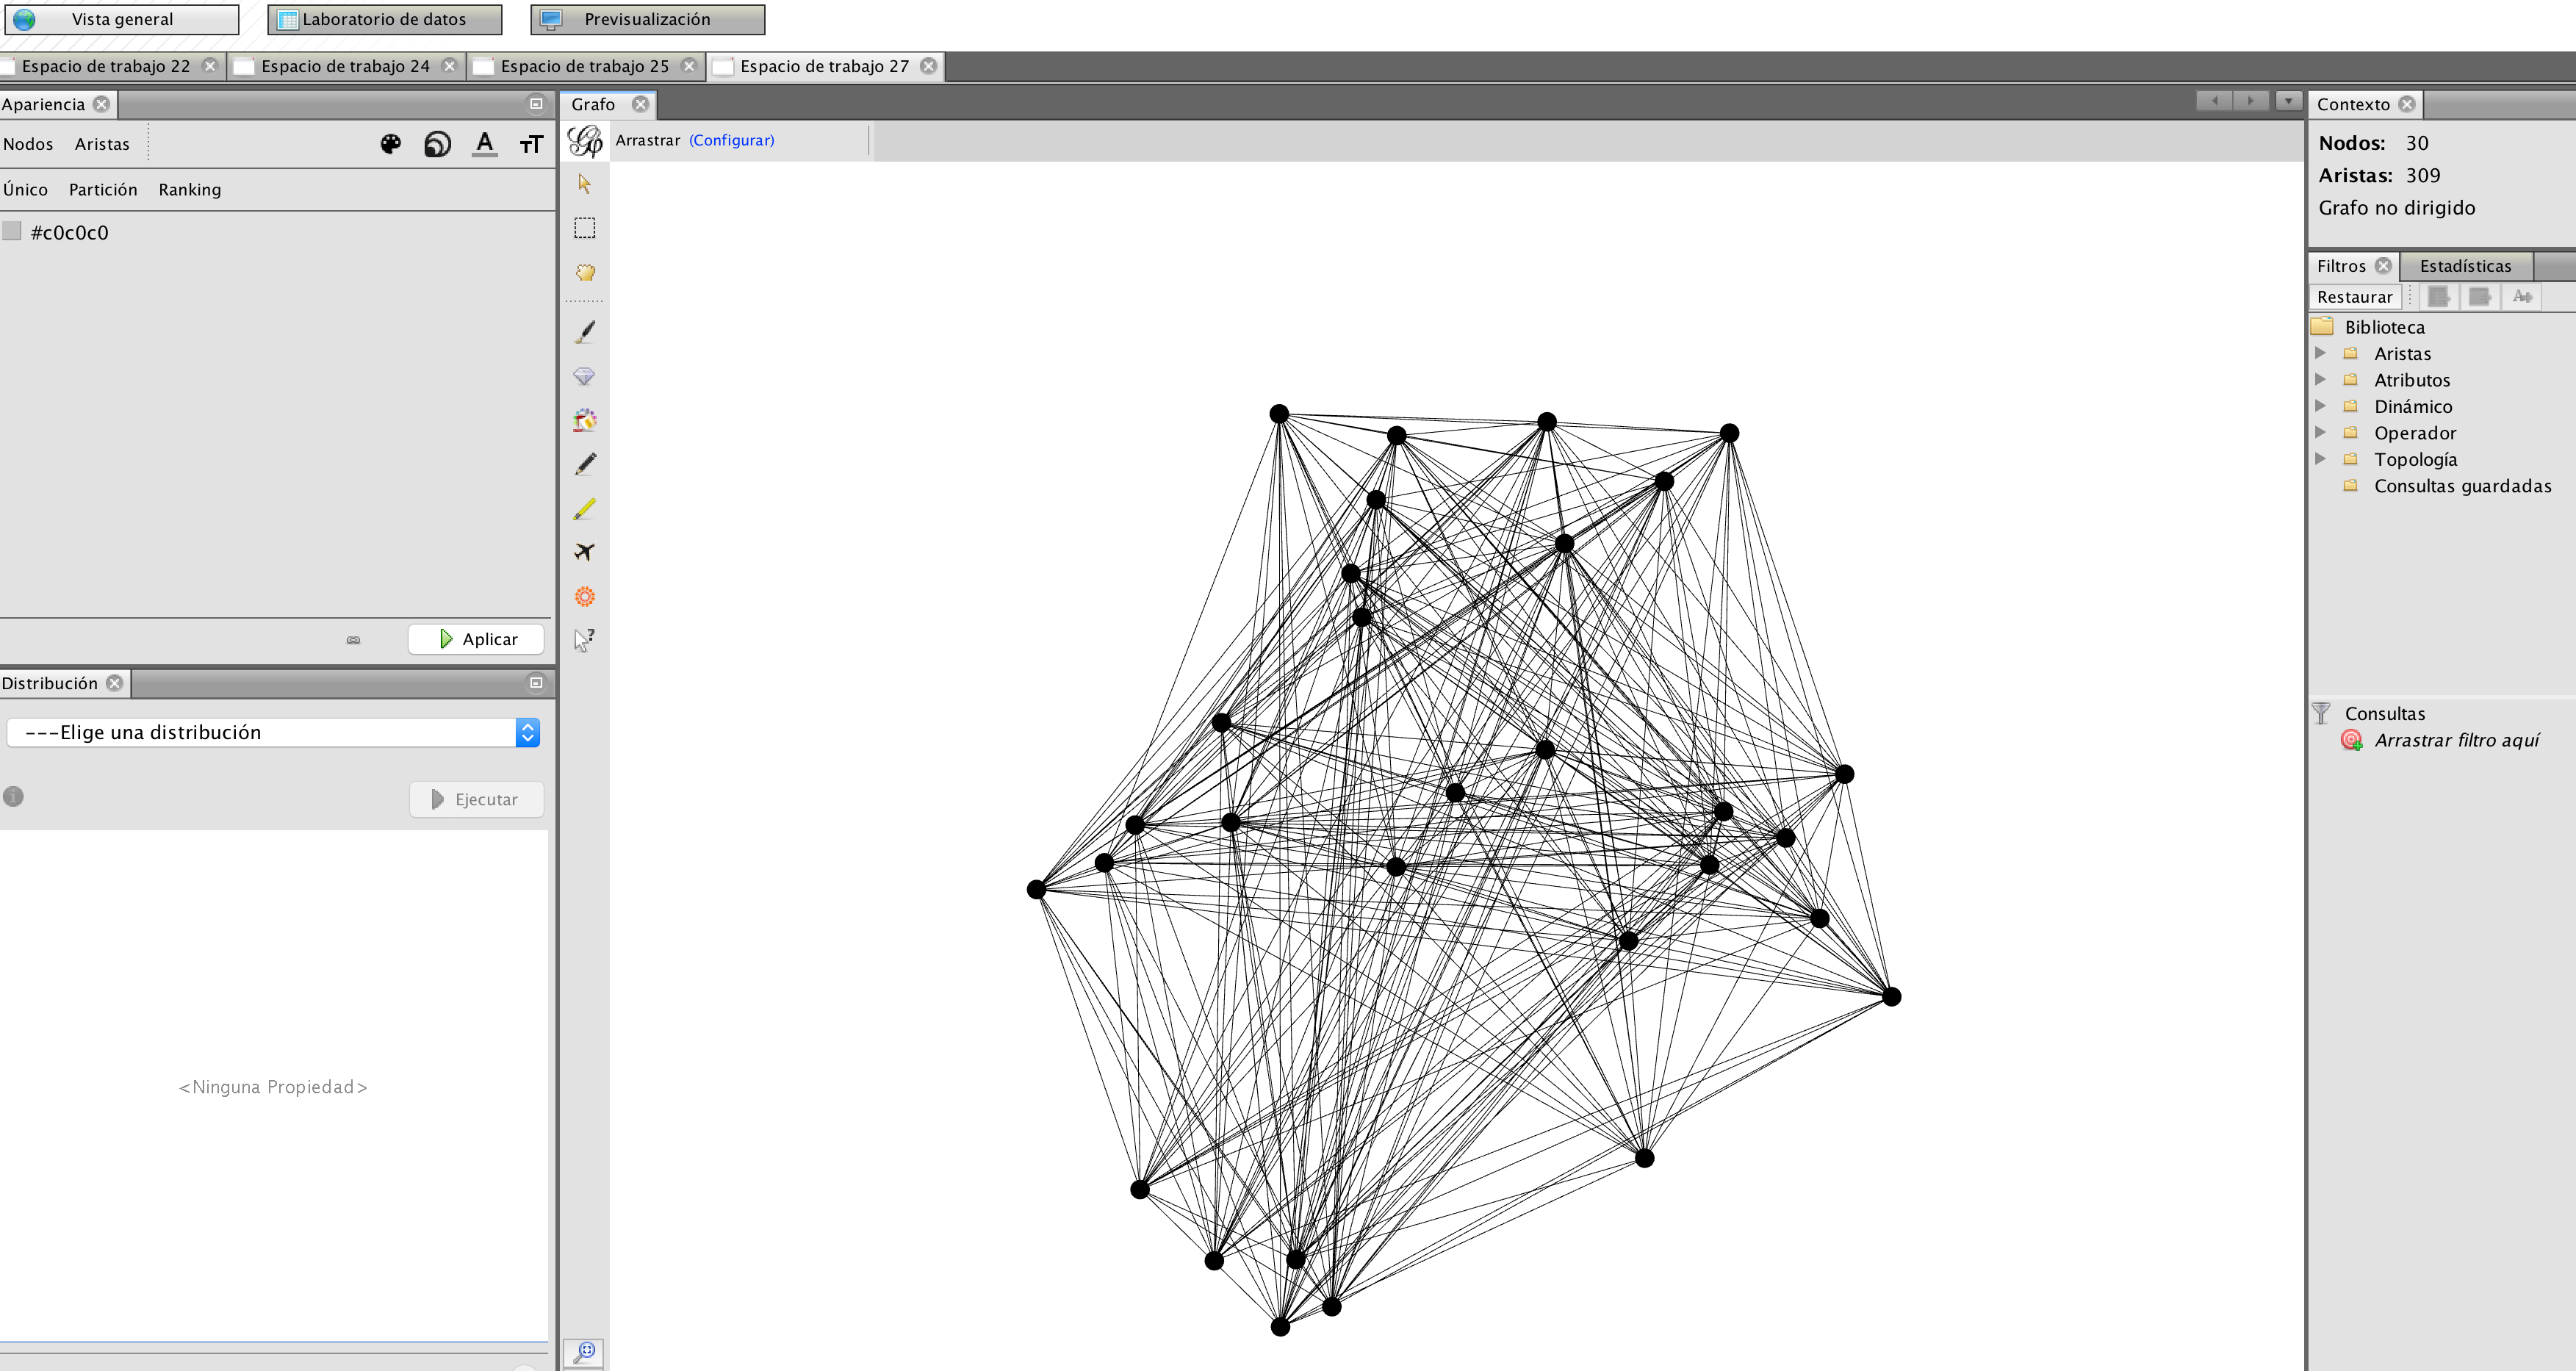 Vista general Laboratorio de datos Previsualización
Espacio de trabajo 22 Espacio de trabajo 24 Espacio de trabajo 25 Espacio de trabajo 27
Apariencia
Nodos Aristas
Único Partición Ranking
#c0c0c0
Aplicar
Distribución
---Elige una distribución
Ejecutar
<Ninguna Propiedad>
Grafo
Arrastrar (Configurar)
Contexto
Nodos: 30
Aristas: 309
Grafo no dirigido
Filtros Estadísticas
Restaurar
Biblioteca
Aristas
Atributos
Dinámico
Operador
Topología
Consultas guardadas
Consultas
Arrastrar filtro aquí